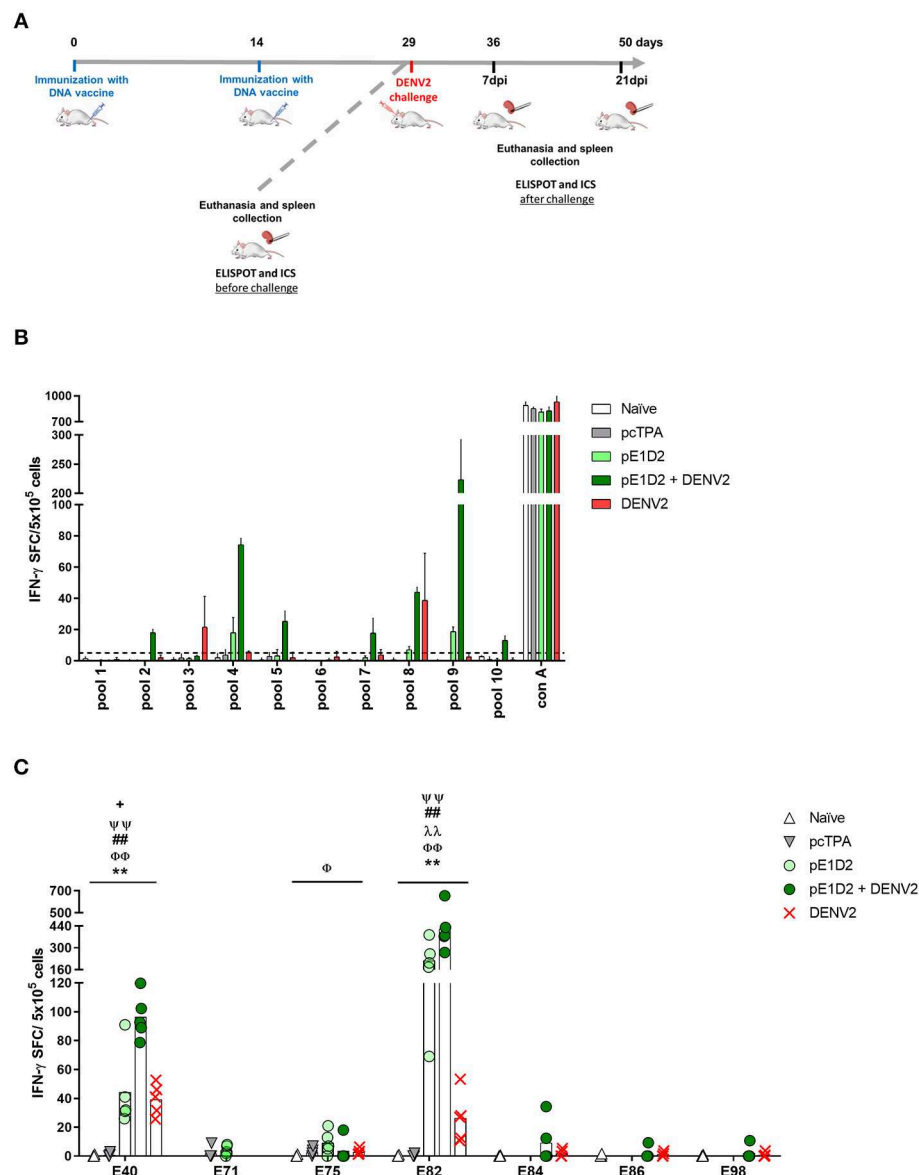 A
0 14 29 36 50 days
Immunization with
DNA vaccine
Immunization with
DNA vaccine
DENV2
challenge
7dpi
21dpi
Euthanasia and spleen
collection
ELISPOT and ICS
before challenge
Euthanasia and spleen
collection
ELISPOT and ICS
after challenge
B
IFN-γ SFC/5x10⁵ cells
1000
700
300
250
200
100
80
60
40
20
0
pool 1
pool 2
pool 3
pool 4
pool 5
pool 6
pool 7
pool 8
pool 9
pool 10
con A
Naïve
pcTPA
pE1D2
pE1D2 + DENV2
DENV2
C
+
ψ ψ
##
ΦΦ
**
Φ
ψ ψ
##
λλ
ΦΦ
**
IFN-γ SFC/ 5x10⁵ cells
700
500
440
300
160
120
100
80
60
40
20
0
E40 E71 E75 E82 E84 E86 E98
Naïve
pcTPA
pE1D2
pE1D2 + DENV2
DENV2